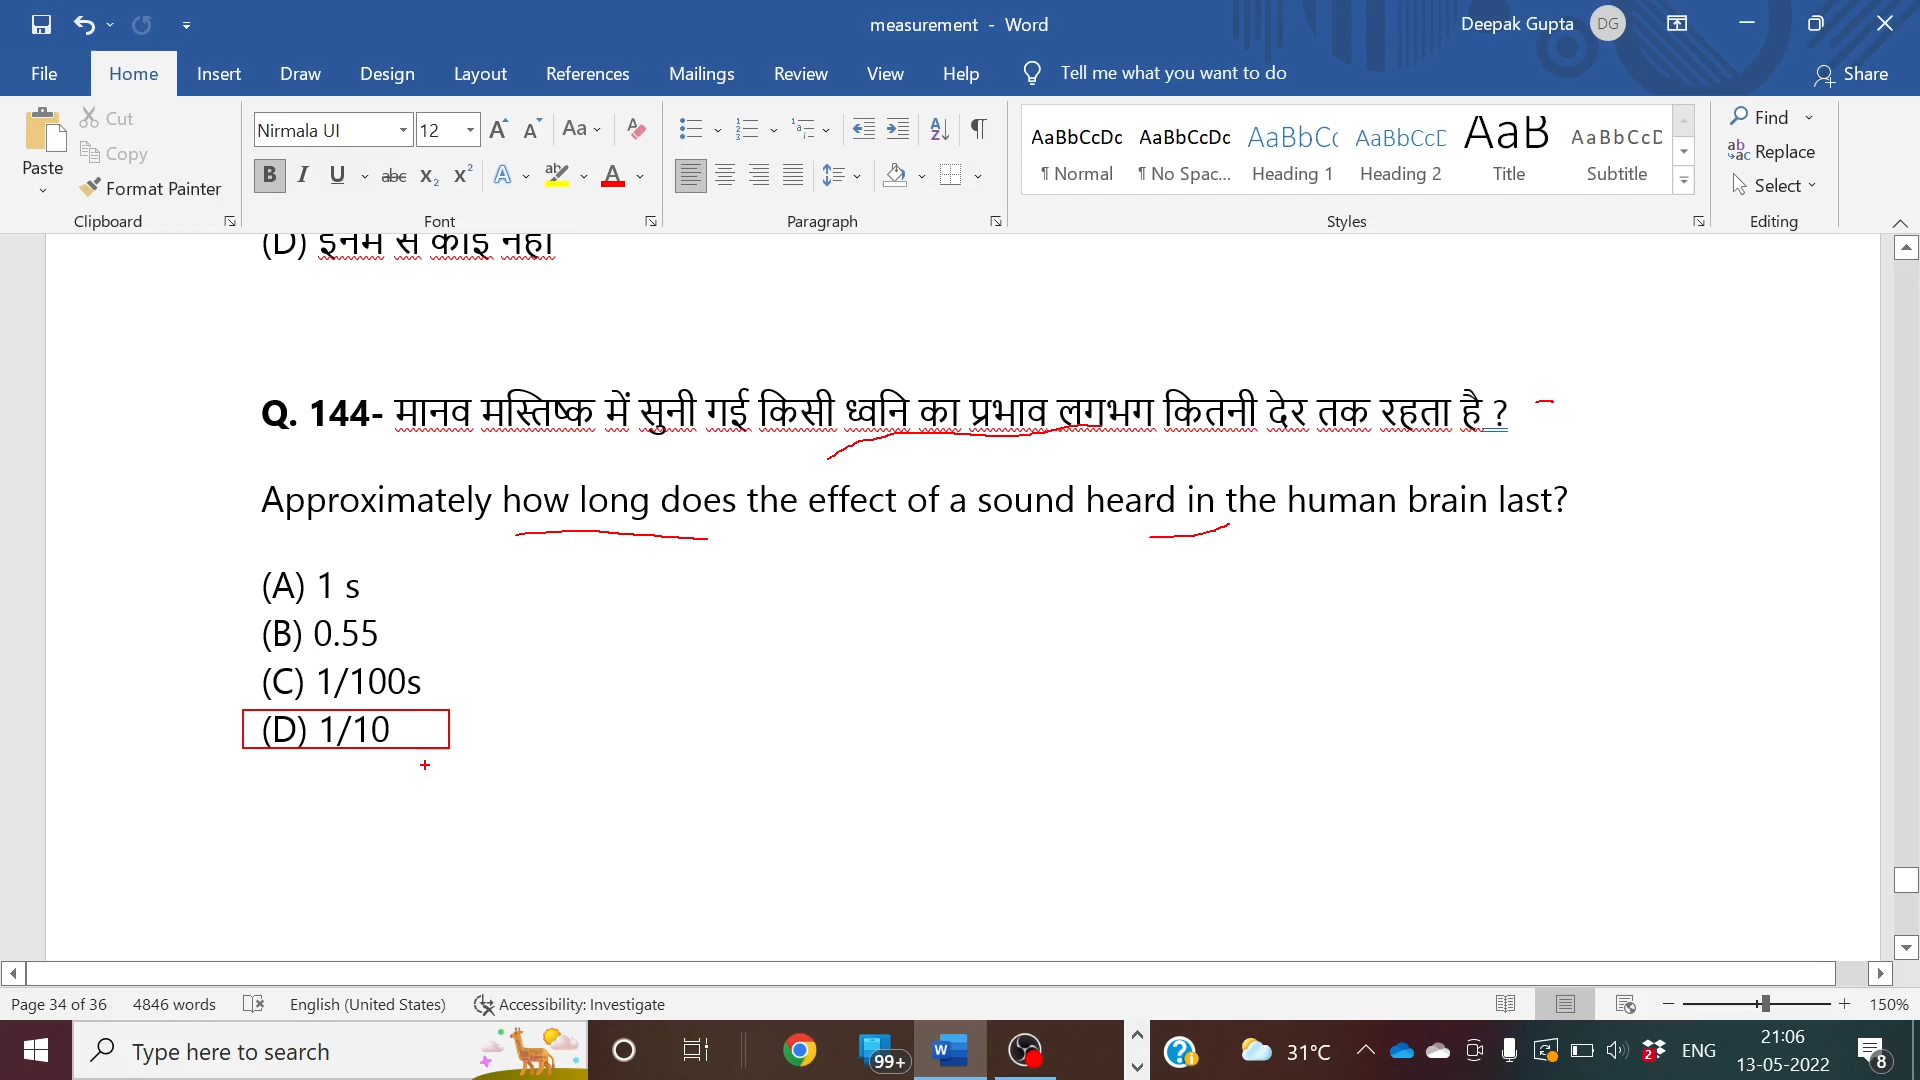 measurement - Word
Deepak Gupta DG
File Home Insert Draw Design Layout References Mailings Review View Help Tell me what you want to do Share
Paste Cut Copy Format Painter
Clipboard
Nirmala UI 12
Font
Paragraph
AaBbCcDc AaBbCcDc AaBbCc AaBbCcD AaB AaBbCcD
¶ Normal ¶ No Spac... Heading 1 Heading 2 Title Subtitle
Styles
Find
Replace
Select
Editing
(D) इनमें से कोई नहीं
Q. 144- मानव मस्तिष्क में सुनी गई किसी ध्वनि का प्रभाव लगभग कितनी देर तक रहता है ?
Approximately how long does the effect of a sound heard in the human brain last?
(A) 1 s
(B) 0.55
(C) 1/100s
(D) 1/10
Page 34 of 36 4846 words English (United States) Accessibility: Investigate 150%
Type here to search
99+
31°C ENG
21:06
13-05-2022
8